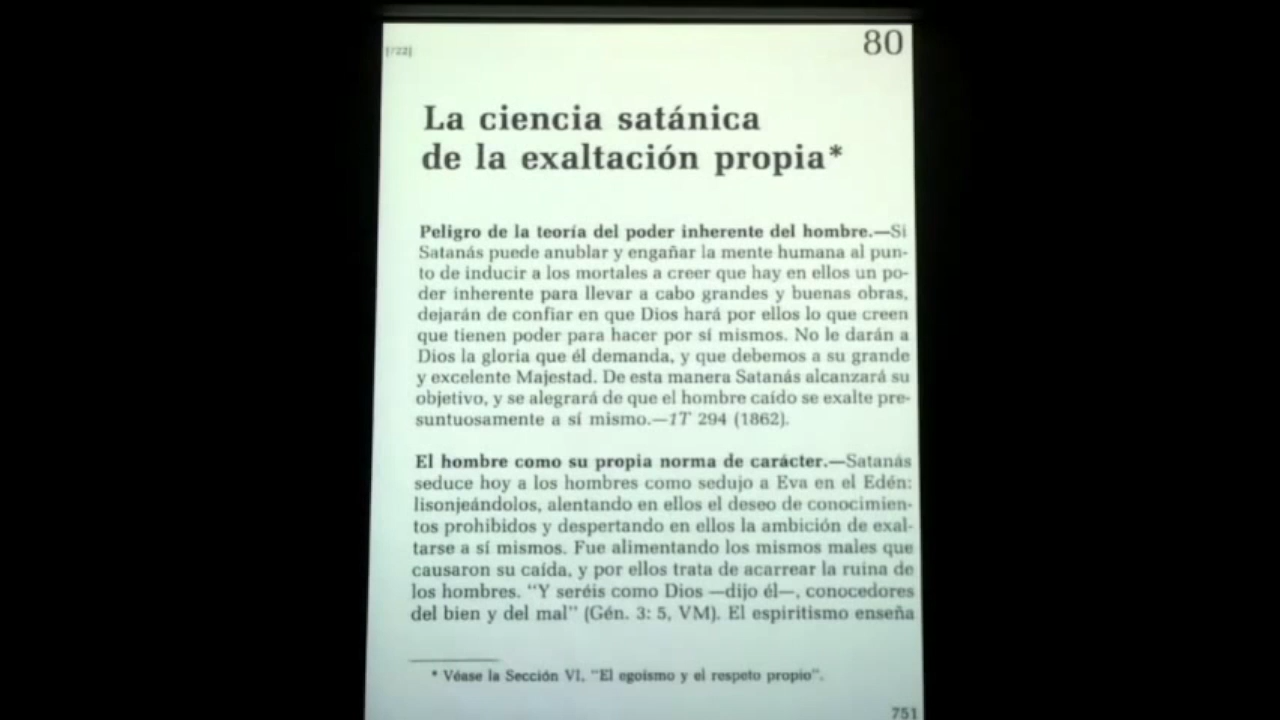 [722]
80
La ciencia satánica
de la exaltación propia*
Peligro de la teoría del poder inherente del hombre.—Si
Satanás puede anublar y engañar la mente humana al pun-
to de inducir a los mortales a creer que hay en ellos un po-
der inherente para llevar a cabo grandes y buenas obras,
dejarán de confiar en que Dios hará por ellos lo que creen
que tienen poder para hacer por sí mismos. No le darán a
Dios la gloria que él demanda, y que debemos a su grande
y excelente Majestad. De esta manera Satanás alcanzará su
objetivo, y se alegrará de que el hombre caído se exalte pre-
suntuosamente a sí mismo.—1T 294 (1862).
El hombre como su propia norma de carácter.—Satanás
seduce hoy a los hombres como sedujo a Eva en el Edén:
lisonjeándolos, alentando en ellos el deseo de conocimien-
tos prohibidos y despertando en ellos la ambición de exal-
tarse a sí mismos. Fue alimentando los mismos males que
causaron su caída, y por ellos trata de acarrear la ruina de
los hombres. "Y seréis como Dios —dijo él—, conocedores
del bien y del mal" (Gén. 3: 5, VM). El espiritismo enseña
* Véase la Sección VI, "El egoísmo y el respeto propio".
751